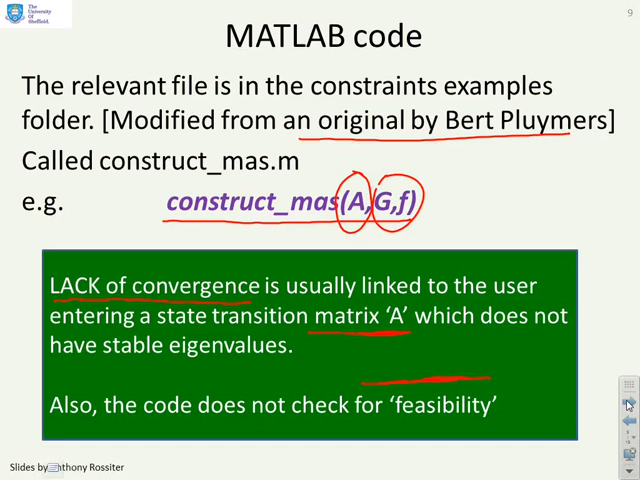 The
University
Of
Sheffield.
9
MATLAB code
The relevant file is in the constraints examples
folder. [Modified from an original by Bert Pluymers]
Called construct_mas.m
e.g. construct_mas(A,G,f)
LACK of convergence is usually linked to the user
entering a state transition matrix ‘A’ which does not
have stable eigenvalues.
Also, the code does not check for ‘feasibility’
Slides by Anthony Rossiter